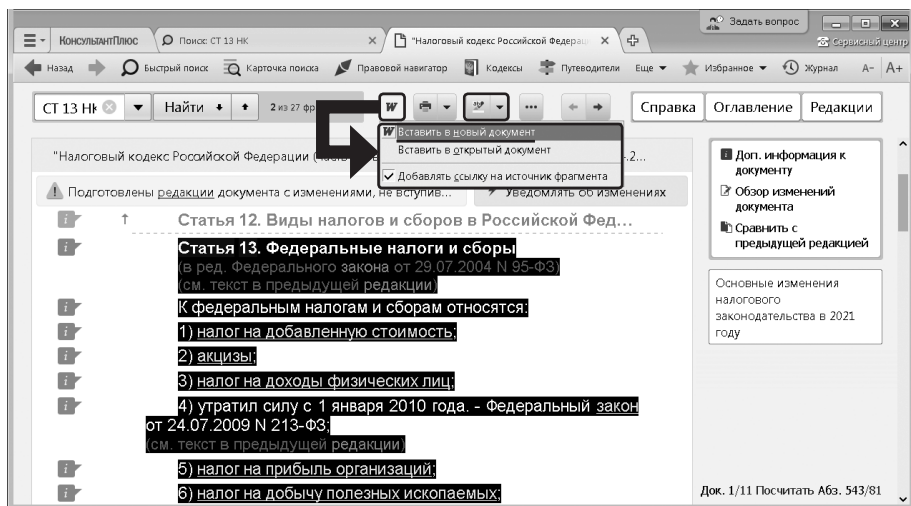 Задать вопрос
КонсультантПлюс
Поиск: СТ 13 НК
"Налоговый кодекс Российской Федерац
Сервисный центр
Назад
Быстрый поиск
Карточка поиска
Правовой навигатор
Кодексы
Путеводители
Еще
Избранное
Журнал
А-
А+
СТ 13 НК
Найти
2 из 27 фр
W
Справка
Оглавление
Редакции
W Вставить в новый документ
Вставить в открытый документ
Добавлять ссылку на источник фрагмента
"Налоговый кодекс Российской Федерации
.2...
Подготовлены редакции документа с изменениями, не вступив...
Уведомлять об изменениях
Статья 12. Виды налогов и сборов в Российской Фед...
Статья 13. Федеральные налоги и сборы
(в ред. Федерального закона от 29.07.2004 N 95-ФЗ)
(см. текст в предыдущей редакции)
К федеральным налогам и сборам относятся:
1) налог на добавленную стоимость;
2) акцизы;
3) налог на доходы физических лиц;
4) утратил силу с 1 января 2010 года. - Федеральный закон
от 24.07.2009 N 213-ФЗ;
(см. текст в предыдущей редакции)
5) налог на прибыль организаций;
6) налог на добычу полезных ископаемых;
Доп. информация к
документу
Обзор изменений
документа
Сравнить с
предыдущей редакцией
Основные изменения
налогового
законодательства в 2021
году
Док. 1/11 Посчитать Абз. 543/81